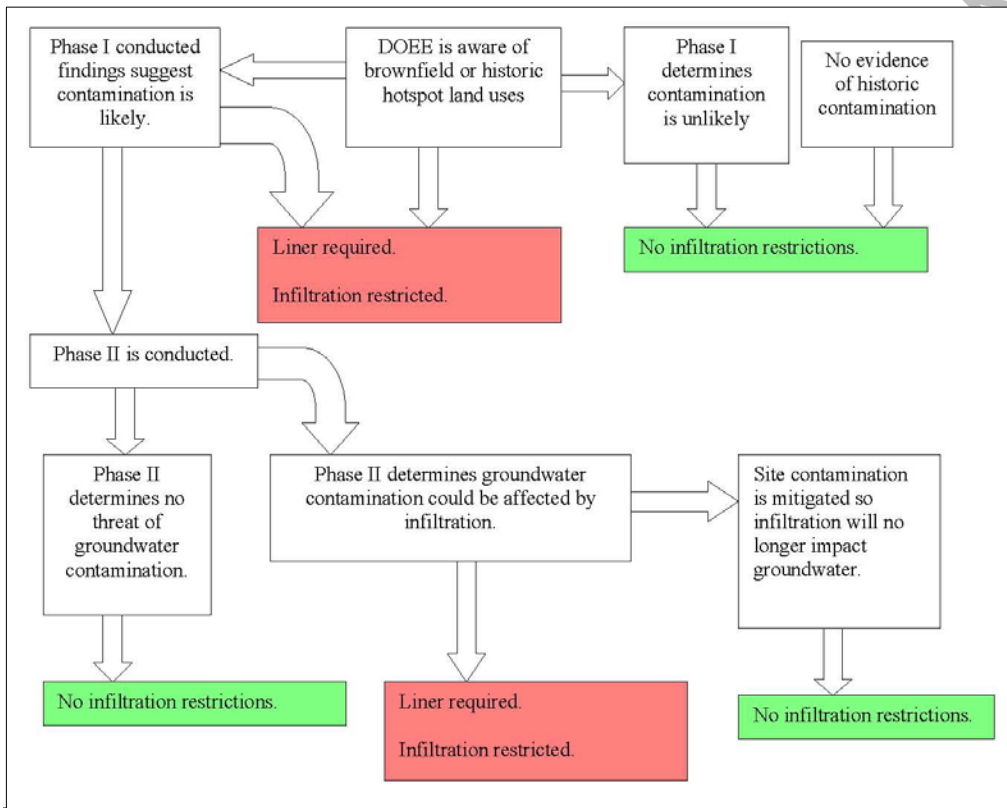 Phase I conducted
findings suggest
contamination is
likely.
DOEE is aware of
brownfield or historic
hotspot land uses
Phase I
determines
contamination
is unlikely
No evidence
of historic
contamination
Liner required.
Infiltration restricted.
No infiltration restrictions.
Phase II is conducted.
Phase II
determines no
threat of
groundwater
contamination.
Phase II determines groundwater
contamination could be affected by
infiltration.
Site contamination
is mitigated so
infiltration will no
longer impact
groundwater.
No infiltration restrictions.
Liner required.
Infiltration restricted.
No infiltration restrictions.